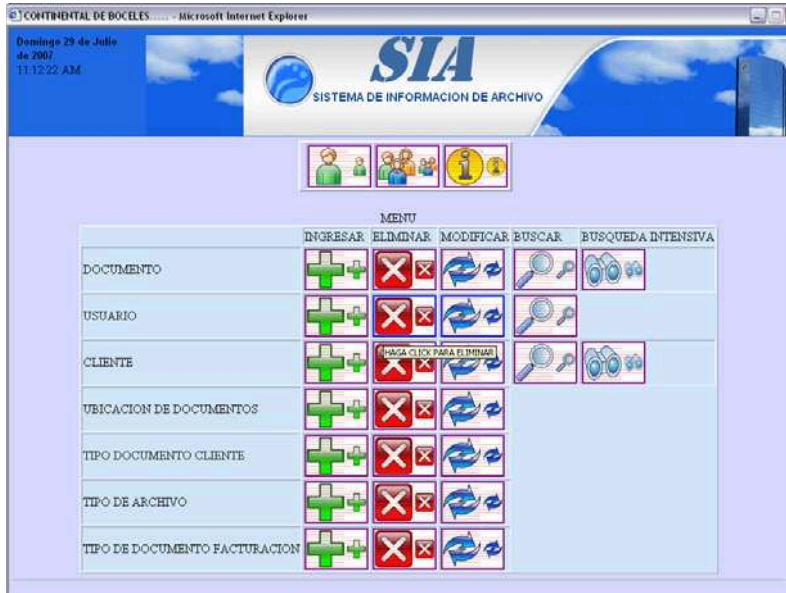 CONTINENTAL DE BOCELES...... - Microsoft Internet Explorer
Domingo 29 de Julio
de 2007
11:12:22 AM
SIA
SISTEMA DE INFORMACION DE ARCHIVO
MENU
INGRESAR ELIMINAR MODIFICAR BUSCAR BUSQUEDA INTENSIVA
DOCUMENTO
USUARIO
HAGA CLICK PARA ELIMINAR
CLIENTE
UBICACION DE DOCUMENTOS
TIPO DOCUMENTO CLIENTE
TIPO DE ARCHIVO
TIPO DE DOCUMENTO FACTURACION